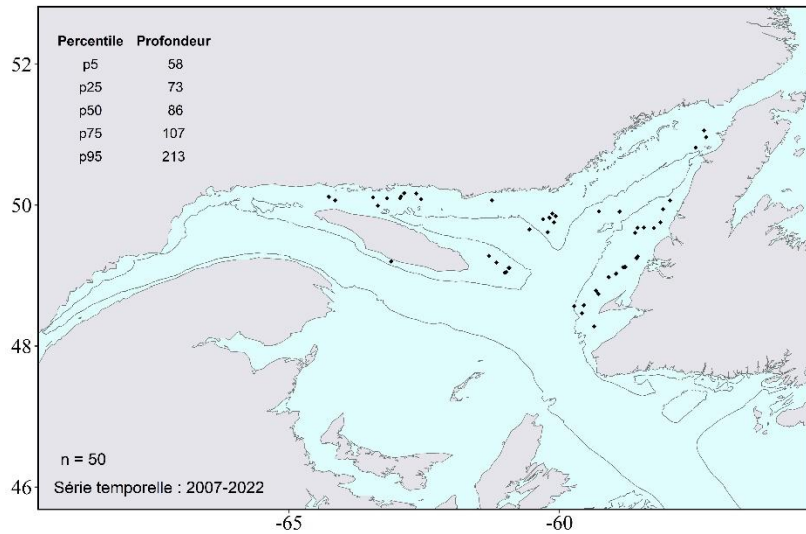 Percentile Profondeur
p5 58
p25 73
p50 86
p75 107
p95 213
52
50
48
46
n = 50
Série temporelle : 2007-2022
-65 -60